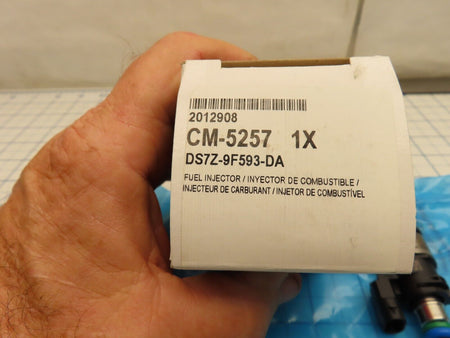 2012908
CM-5257 1X
DS7Z-9F593-DA
FUEL INJECTOR / INYECTOR DE COMBUSTIBLE /
INJECTEUR DE CARBURANT / INJETOR DE COMBUSTÍVEL